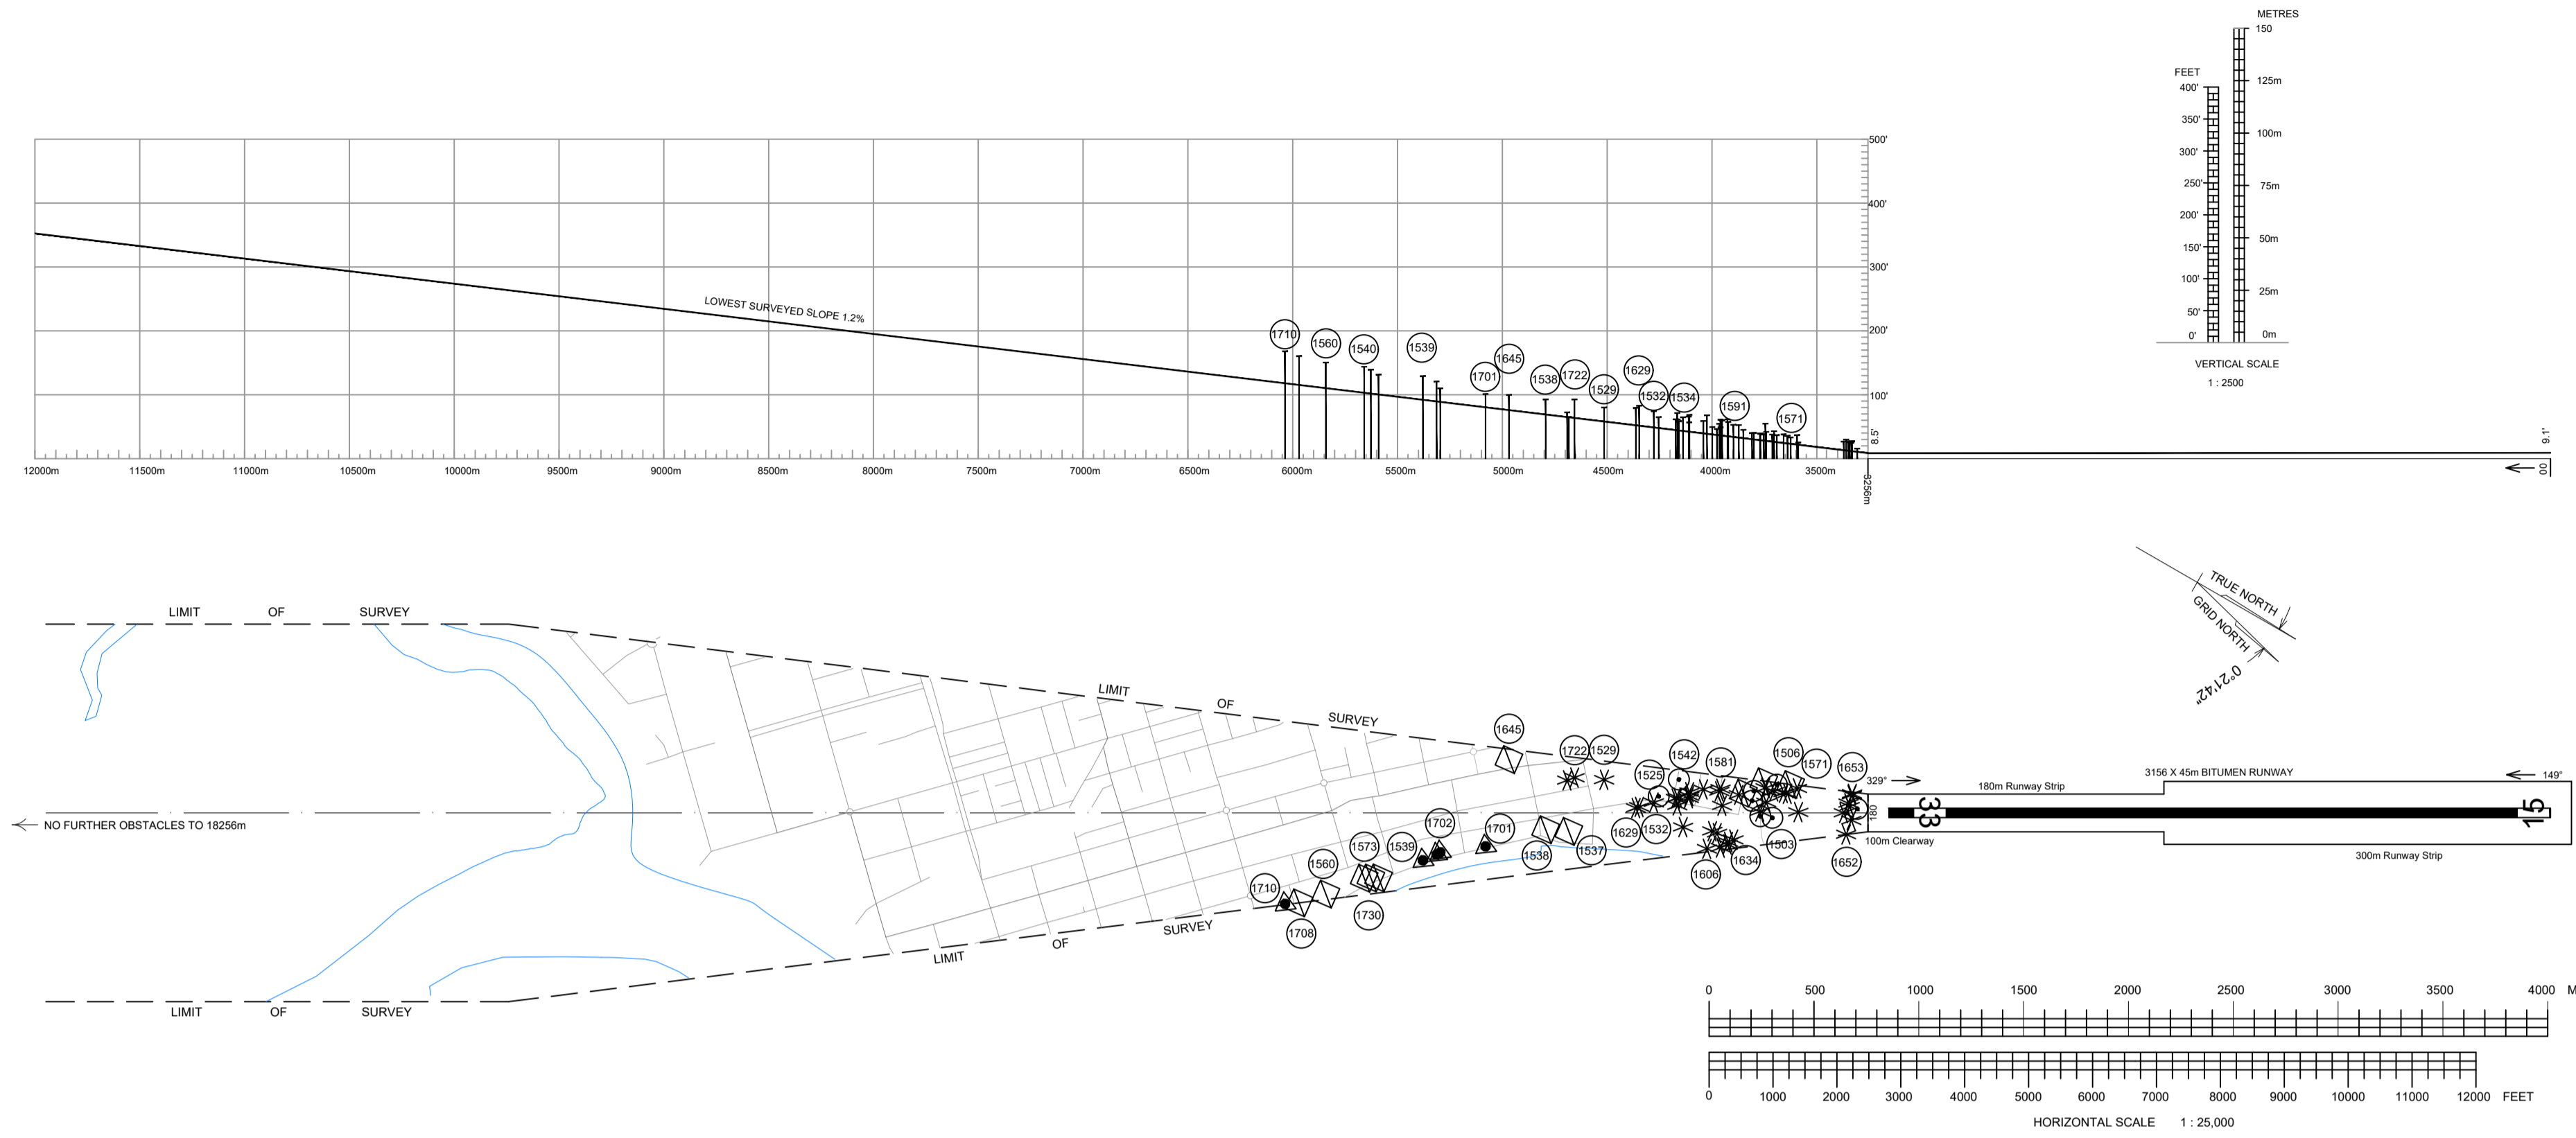 METRES
150
FEET
125m
400'
350'
100m
300'
250'
75m
200'
150'
50m
100'
25m
50'
0'
0m
VERTICAL SCALE
1 : 2500
500'
400'
300'
200'
100'
8.5'
9.1'
00
LOWEST SURVEYED SLOPE 1.2%
1710
1560
1540
1539
1701
1645
1538
1722
1529
1629
1532
1534
1591
1571
12000m
11500m
11000m
10500m
10000m
9500m
9000m
8500m
8000m
7500m
7000m
6500m
6000m
5500m
5000m
4500m
4000m
3500m
3256m
TRUE NORTH
GRID NORTH
0°21'42"
LIMIT OF SURVEY
LIMIT OF SURVEY
1645
1722
1529
1542
1581
1506
1571
1653
1525
329°
180m Runway Strip
3156 X 45m BITUMEN RUNWAY
149°
NO FURTHER OBSTACLES TO 18256m
180
33
15
100m Clearway
300m Runway Strip
1702
1701
1629
1532
1573
1539
1538
1537
1503
1634
1652
1606
1560
1710
1730
1708
LIMIT OF SURVEY
LIMIT OF SURVEY
0 500 1000 1500 2000 2500 3000 3500 4000 M
0 1000 2000 3000 4000 5000 6000 7000 8000 9000 10000 11000 12000 FEET
HORIZONTAL SCALE 1 : 25,000